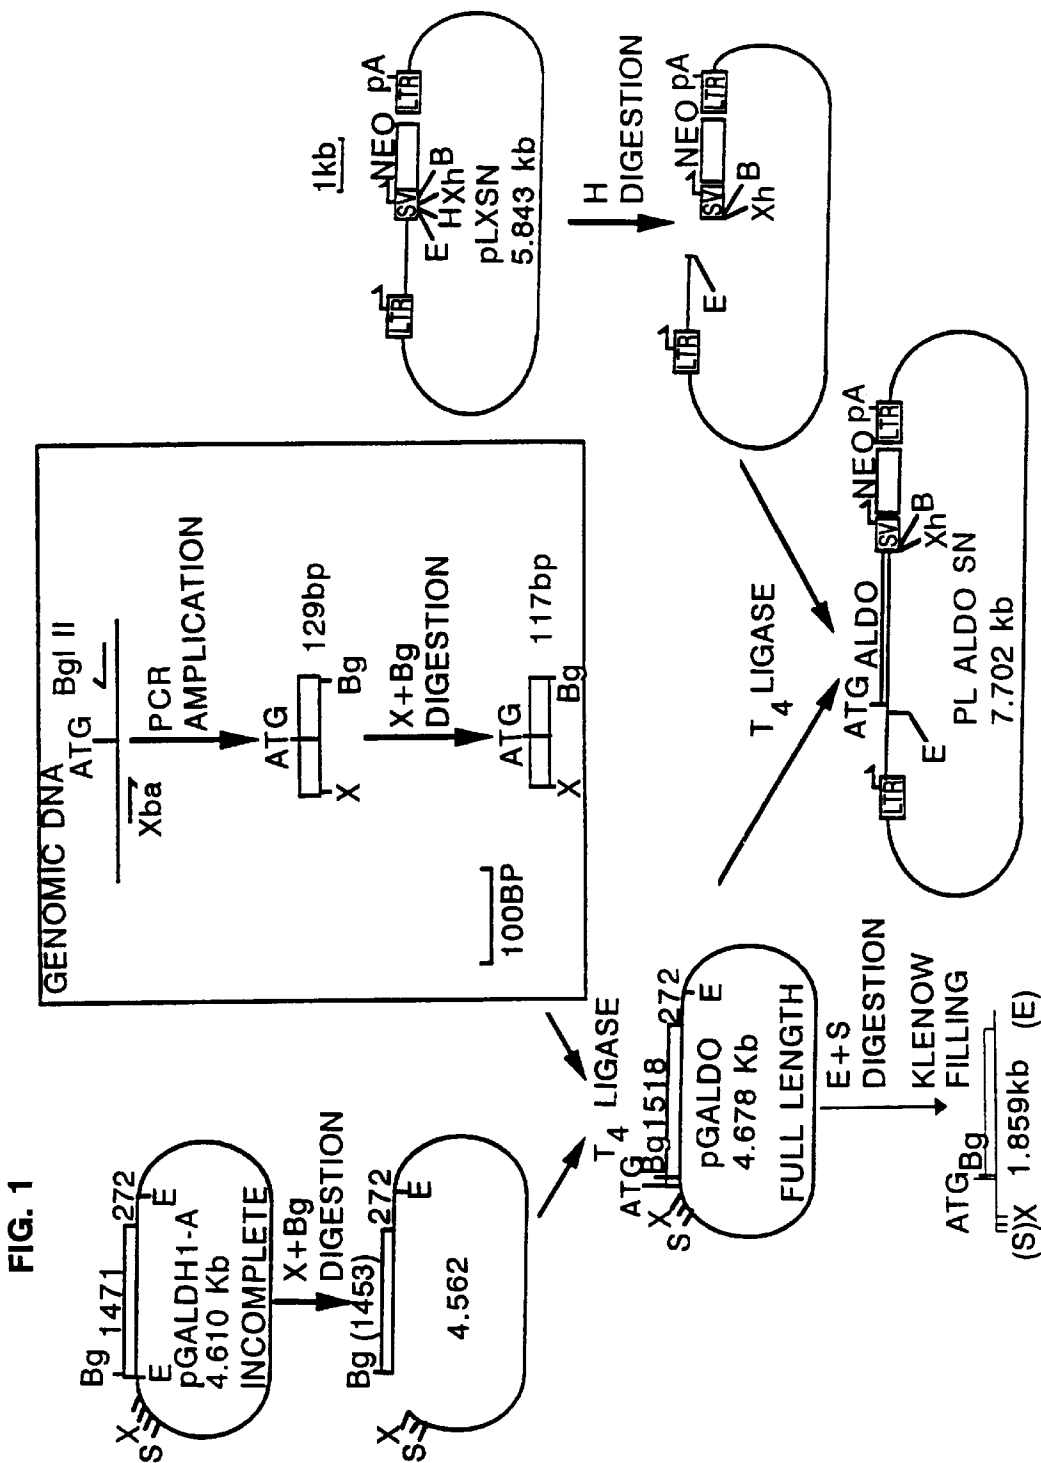 FIG. 1
Bg
1471
272
X
S
E
E
pGALDH1-A
4.610 Kb
INCOMPLETE
X+Bg
DIGESTION
Bg (1453)
272
X
S
E
4.562
GENOMIC DNA
ATG
Bgl II
Xba
PCR
AMPLICATION
ATG
129bp
X
Bg
X+Bg
DIGESTION
ATG
117bp
X
Bg
100BP
T4 LIGASE
ATG
Bg1518
272
X
S
E
pGALDO
4.678 Kb
FULL LENGTH
E+S
DIGESTION
KLENOW
FILLING
ATG
Bg
(S)X 1.859kb (E)
1kb
LTR
SV
NEO
pA
LTR
E
HXhB
pLXSN
5.843 kb
H
DIGESTION
LTR
E
SV
NEO
pA
LTR
Xh
B
T4 LIGASE
ATG
ALDO
LTR
E
SV
NEO
pA
LTR
Xh
B
PL ALDO SN
7.702 kb